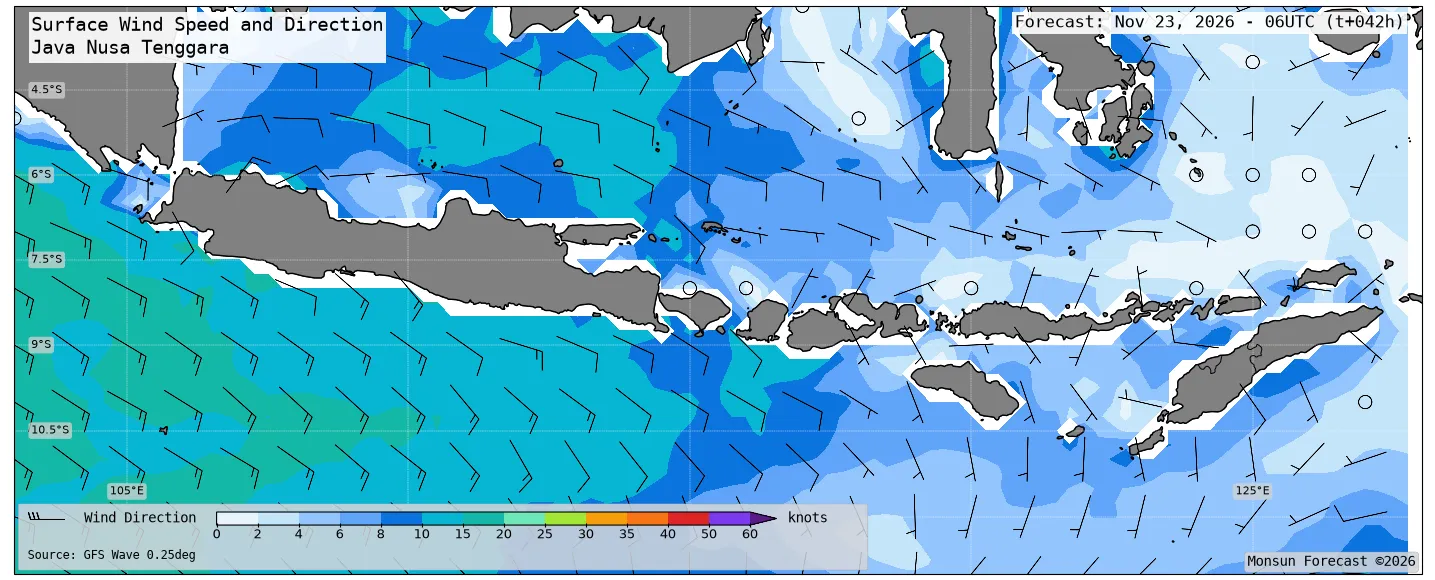 Surface Wind Speed and Direction
Java Nusa Tenggara
Forecast: Nov 23, 2026 - 06UTC (t+042h)
4.5°S
6°S
7.5°S
9°S
10.5°S
105°E
125°E
Wind Direction
0 2 4 6 8 10 15 20 25 30 35 40 50 60
knots
Source: GFS Wave 0.25deg
Monsun Forecast ©2026